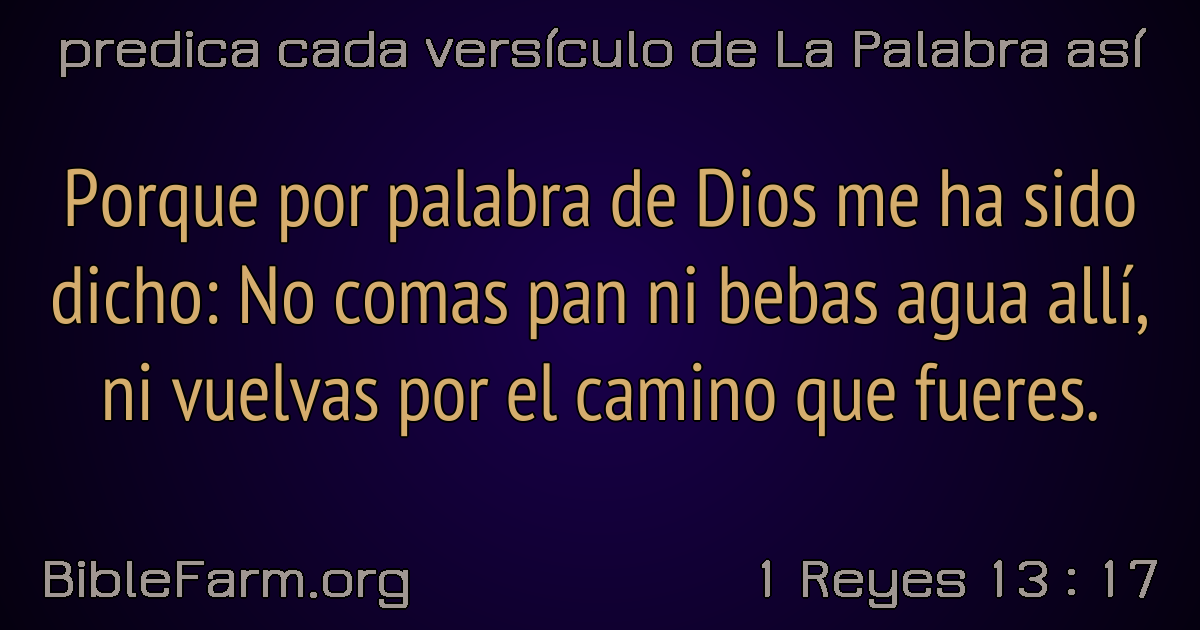 predica cada versículo de La Palabra así
Porque por palabra de Dios me ha sido
dicho: No comas pan ni bebas agua allí,
ni vuelvas por el camino que fueres.
BibleFarm.org
1 Reyes 13 : 17